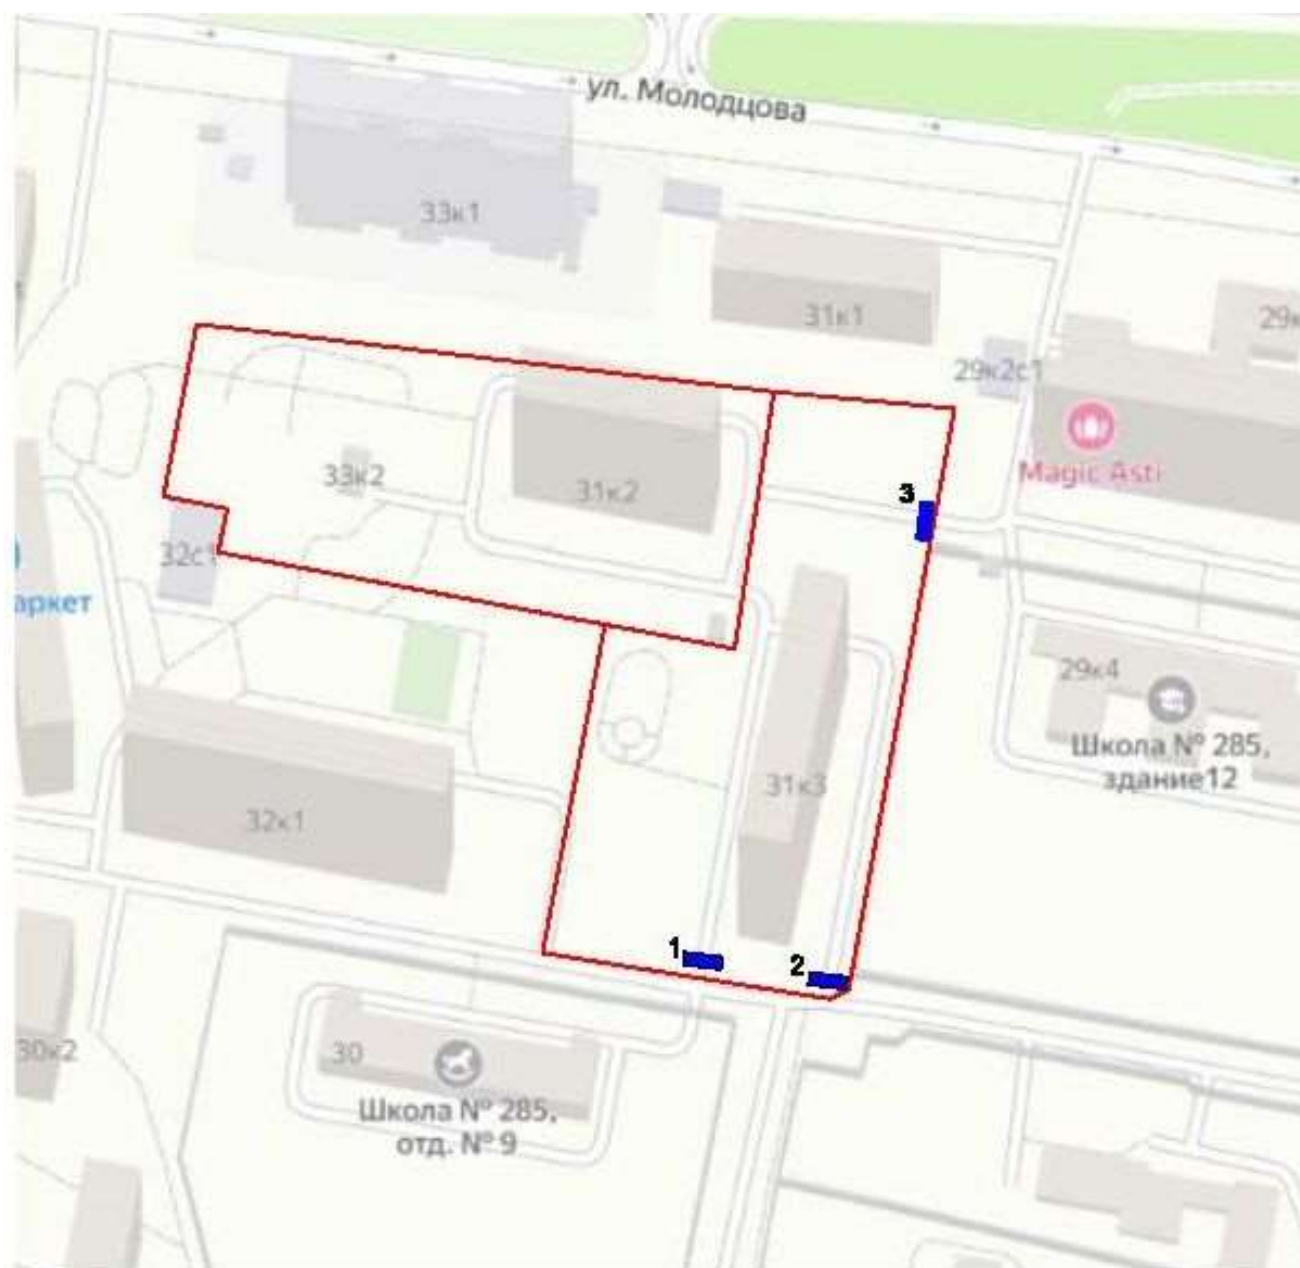 ул. Молодцова
33к1
31к1
29к
29к2с1
Magic Asti
33к2
31к2
3
32с1
аркет
29к4
Школа № 285,
здание12
31к3
32к1
1
2
30к2
30
Школа № 285,
отд. № 9